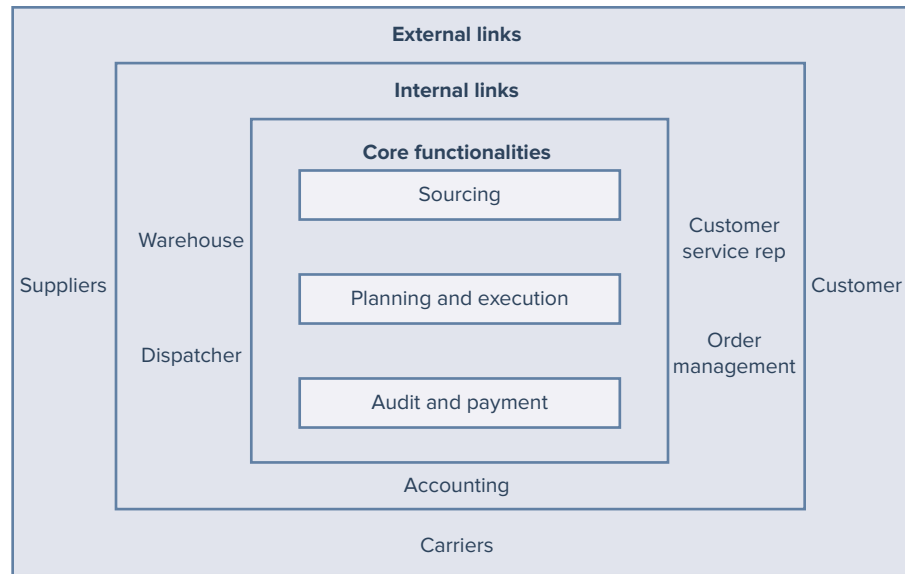 External links
Internal links
Core functionalities
Sourcing
Warehouse
Customer
service rep
Suppliers
Planning and execution
Customer
Dispatcher
Order
management
Audit and payment
Accounting
Carriers